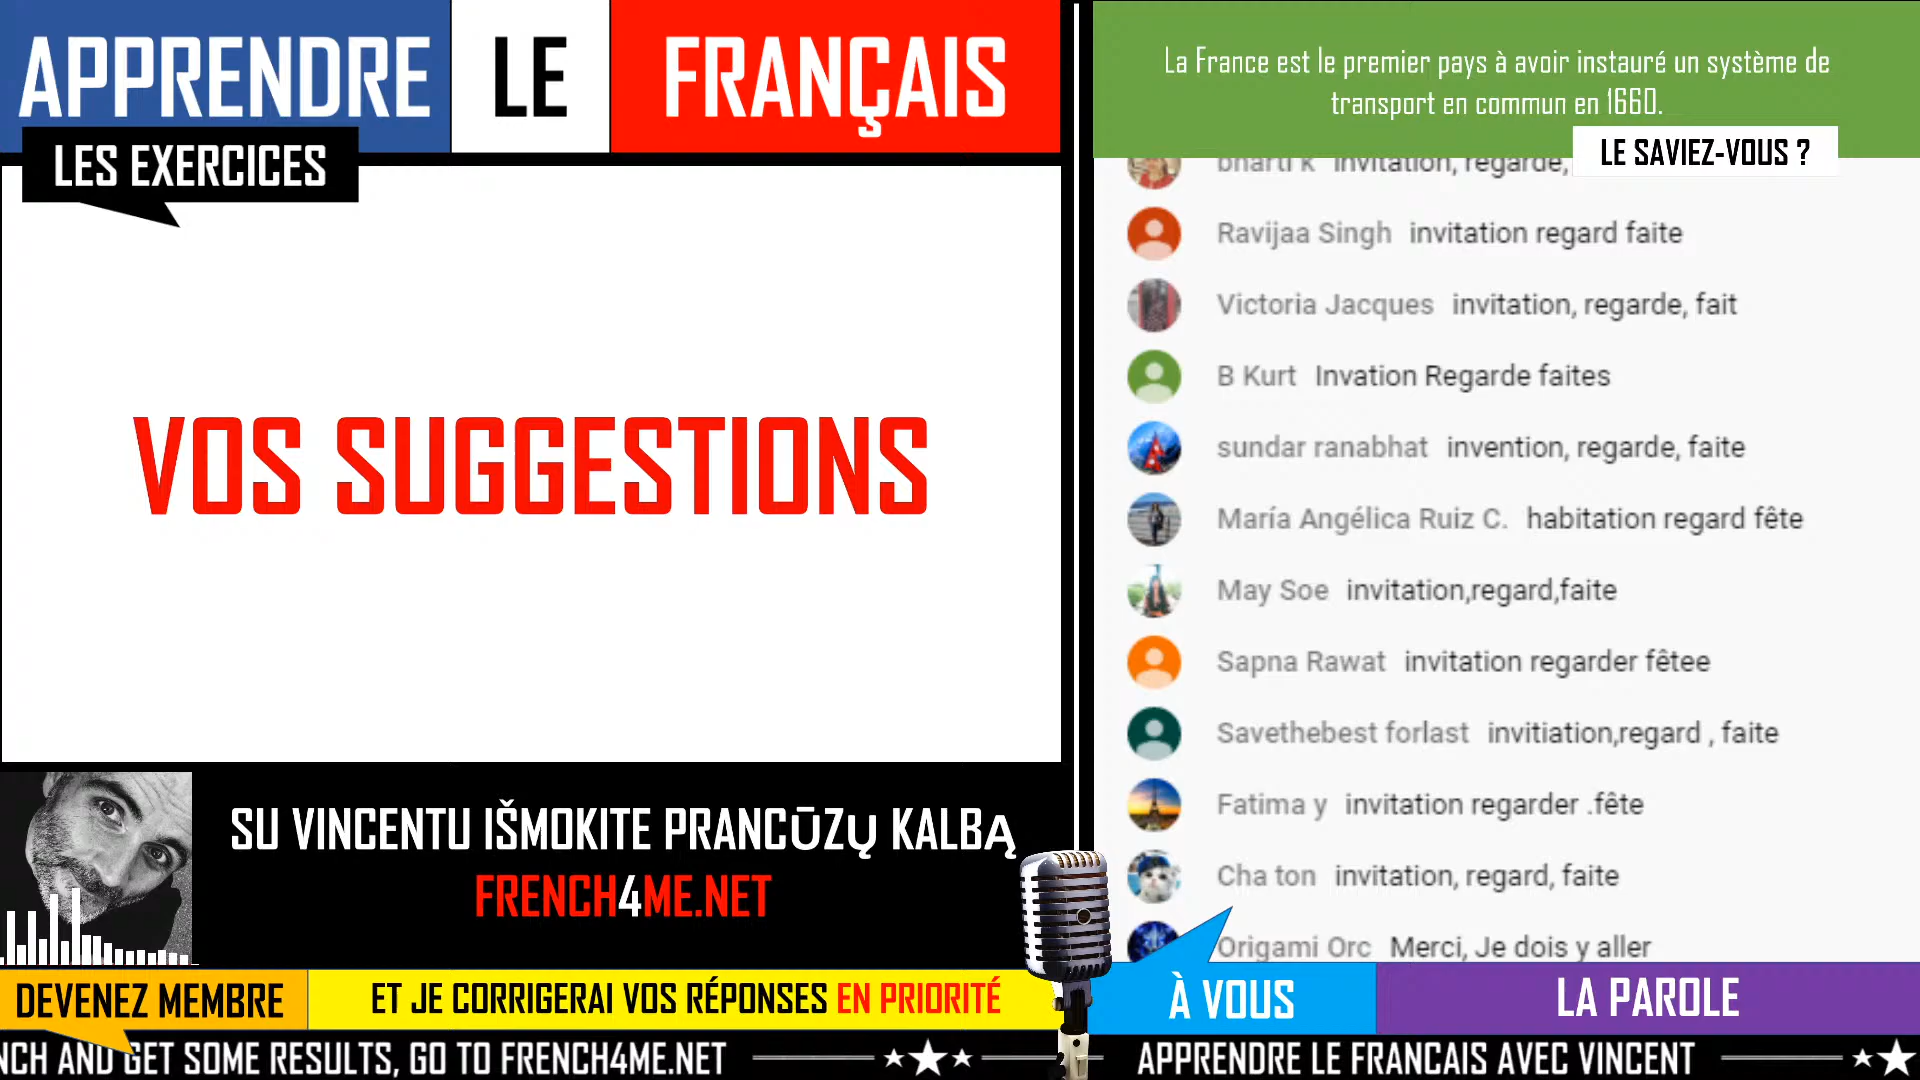 APPRENDRE LE FRANÇAIS
LES EXERCICES
VOS SUGGESTIONS
SU VINCENTU IŠMOKITE PRANCŪZŲ KALBĄ
FRENCH4ME.NET
DEVENEZ MEMBRE
ET JE CORRIGERAI VOS RÉPONSES EN PRIORITÉ
La France est le premier pays à avoir instauré un système de
transport en commun en 1660.
LE SAVIEZ-VOUS ?
bharti k invitation, regarde,
Ravijaa Singh invitation regard faite
Victoria Jacques invitation, regarde, fait
B Kurt Invation Regarde faites
sundar ranabhat invention, regarde, faite
María Angélica Ruiz C. habitation regard fête
May Soe invitation,regard,faite
Sapna Rawat invitation regarder fêtee
Savethebest forlast invitiation,regard , faite
Fatima y invitation regarder .fête
Cha ton invitation, regard, faite
Origami Orc Merci, Je dois y aller
À VOUS LA PAROLE
NCH AND GET SOME RESULTS, GO TO FRENCH4ME.NET
APPRENDRE LE FRANCAIS AVEC VINCENT